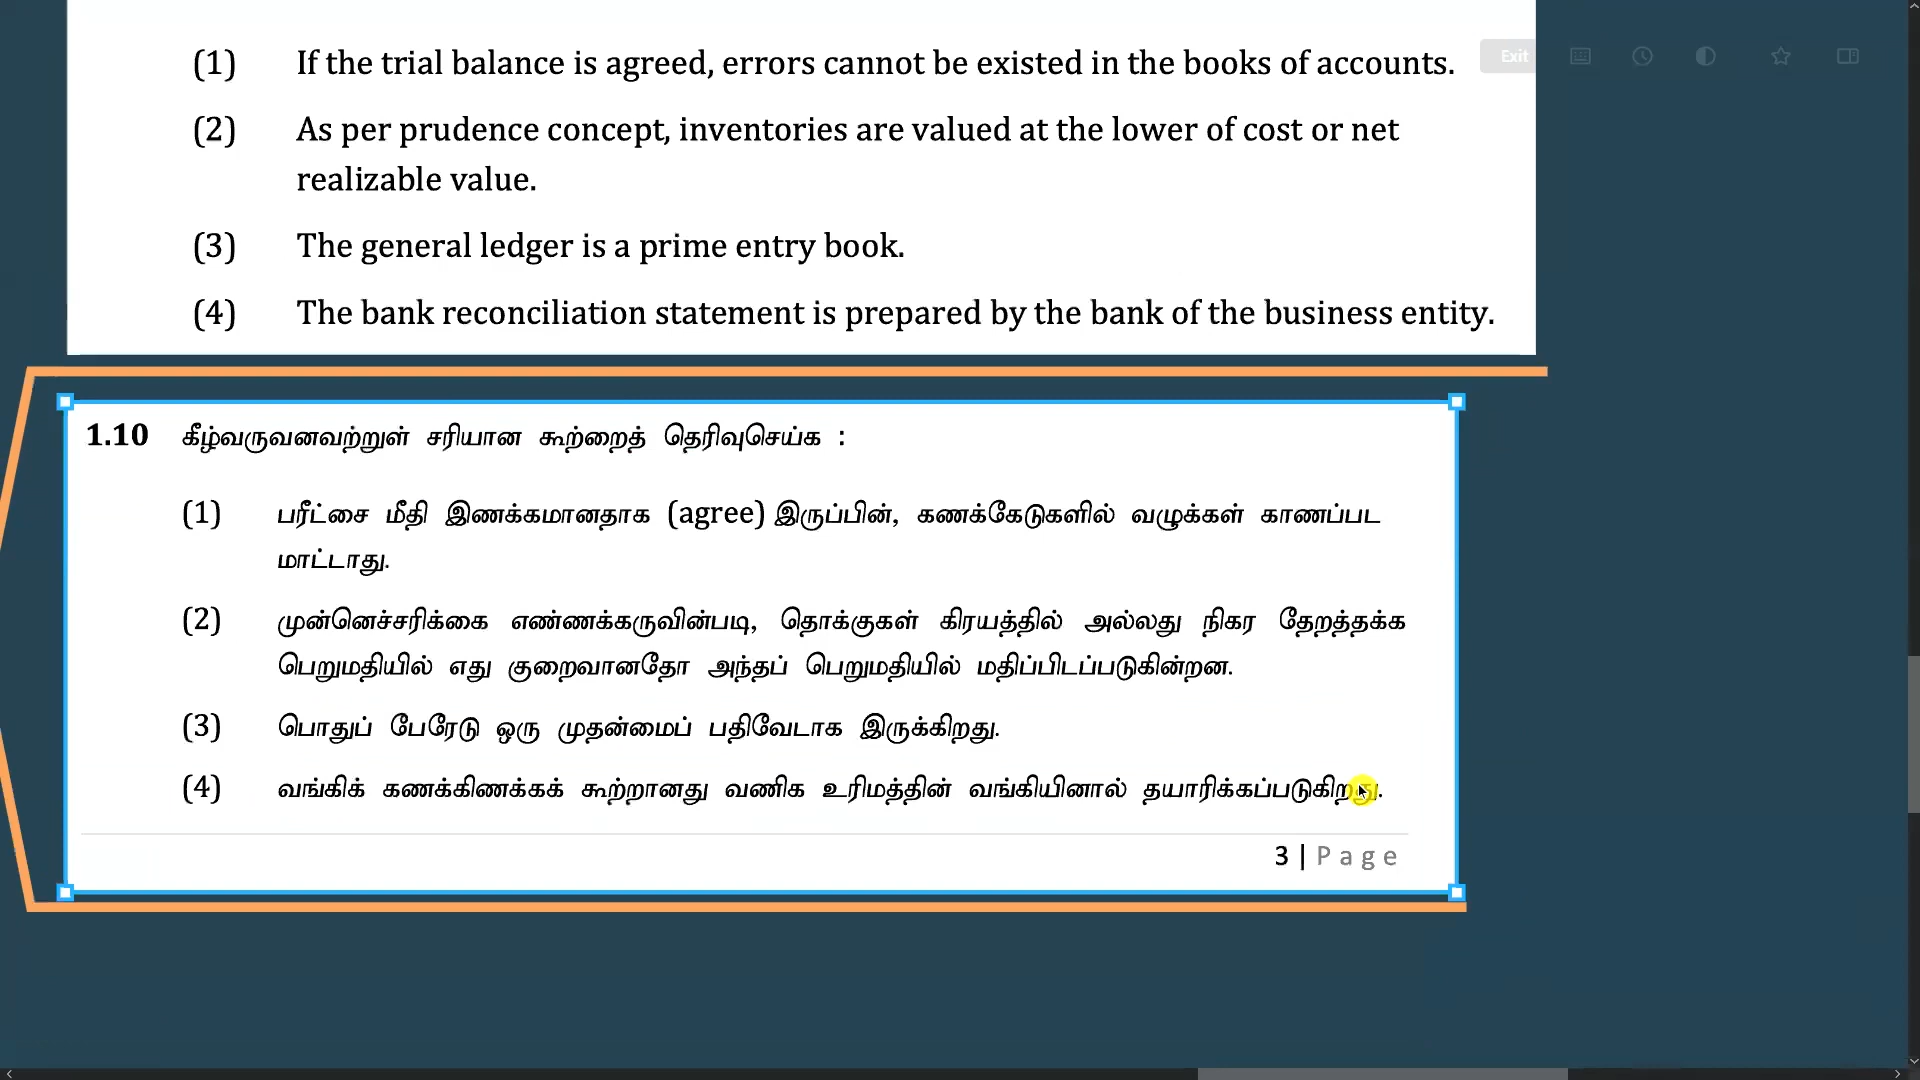 (1) If the trial balance is agreed, errors cannot be existed in the books of accounts.
Exit
(2) As per prudence concept, inventories are valued at the lower of cost or net
realizable value.
(3) The general ledger is a prime entry book.
(4) The bank reconciliation statement is prepared by the bank of the business entity.
1.10 கீழ்வருவனவற்றுள் சரியான கூற்றைத் தெரிவுசெய்க :
(1) பரீட்சை மீதி இணக்கமானதாக (agree) இருப்பின், கணக்கேடுகளில் வழுக்கள் காணப்பட
மாட்டாது.
(2) முன்னெச்சரிக்கை எண்ணக்கருவின்படி, தொக்குகள் கிரயத்தில் அல்லது நிகர தேறத்தக்க
பெறுமதியில் எது குறைவானதோ அந்தப் பெறுமதியில் மதிப்பிடப்படுகின்றன.
(3) பொதுப் பேரேடு ஒரு முதன்மைப் பதிவேடாக இருக்கிறது.
(4) வங்கிக் கணக்கிணக்கக் கூற்றானது வணிக உரிமத்தின் வங்கியினால் தயாரிக்கப்படுகிறது.
3 | Page